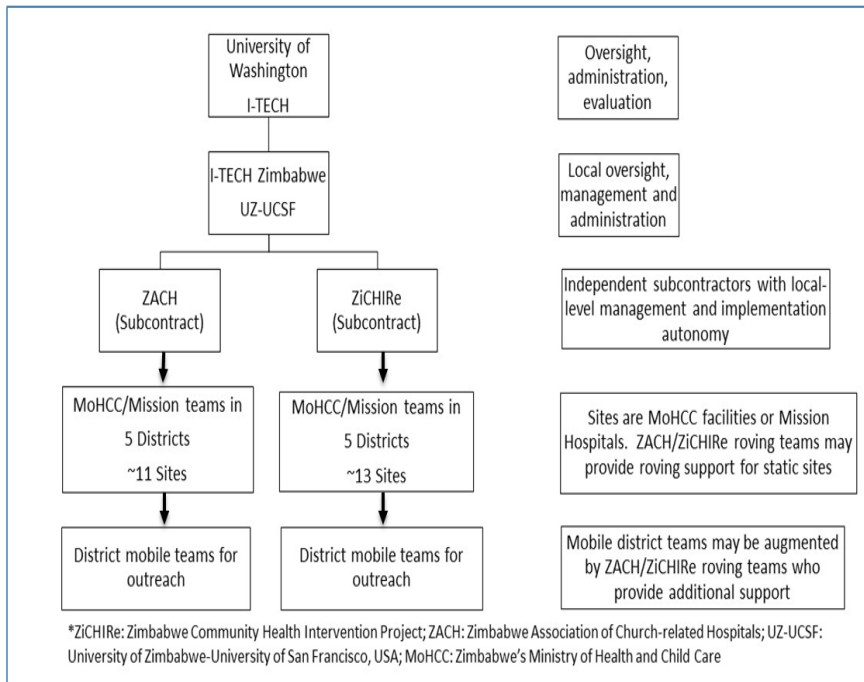 University of
Washington
I-TECH
Oversight,
administration,
evaluation
I-TECH Zimbabwe
UZ-UCSF
Local oversight,
management and
administration
ZACH
(Subcontract)
ZiCHIRe
(Subcontract)
Independent subcontractors with local-
level management and implementation
autonomy
MoHCC/Mission teams in
5 Districts
~11 Sites
MoHCC/Mission teams in
5 Districts
~13 Sites
Sites are MoHCC facilities or Mission
Hospitals. ZACH/ZiCHIRe roving teams may
provide roving support for static sites
District mobile teams for
outreach
District mobile teams for
outreach
Mobile district teams may be augmented
by ZACH/ZiCHIRe roving teams who
provide additional support
*ZiCHIRe: Zimbabwe Community Health Intervention Project; ZACH: Zimbabwe Association of Church-related Hospitals; UZ-UCSF:
University of Zimbabwe-University of San Francisco, USA; MoHCC: Zimbabwe's Ministry of Health and Child Care